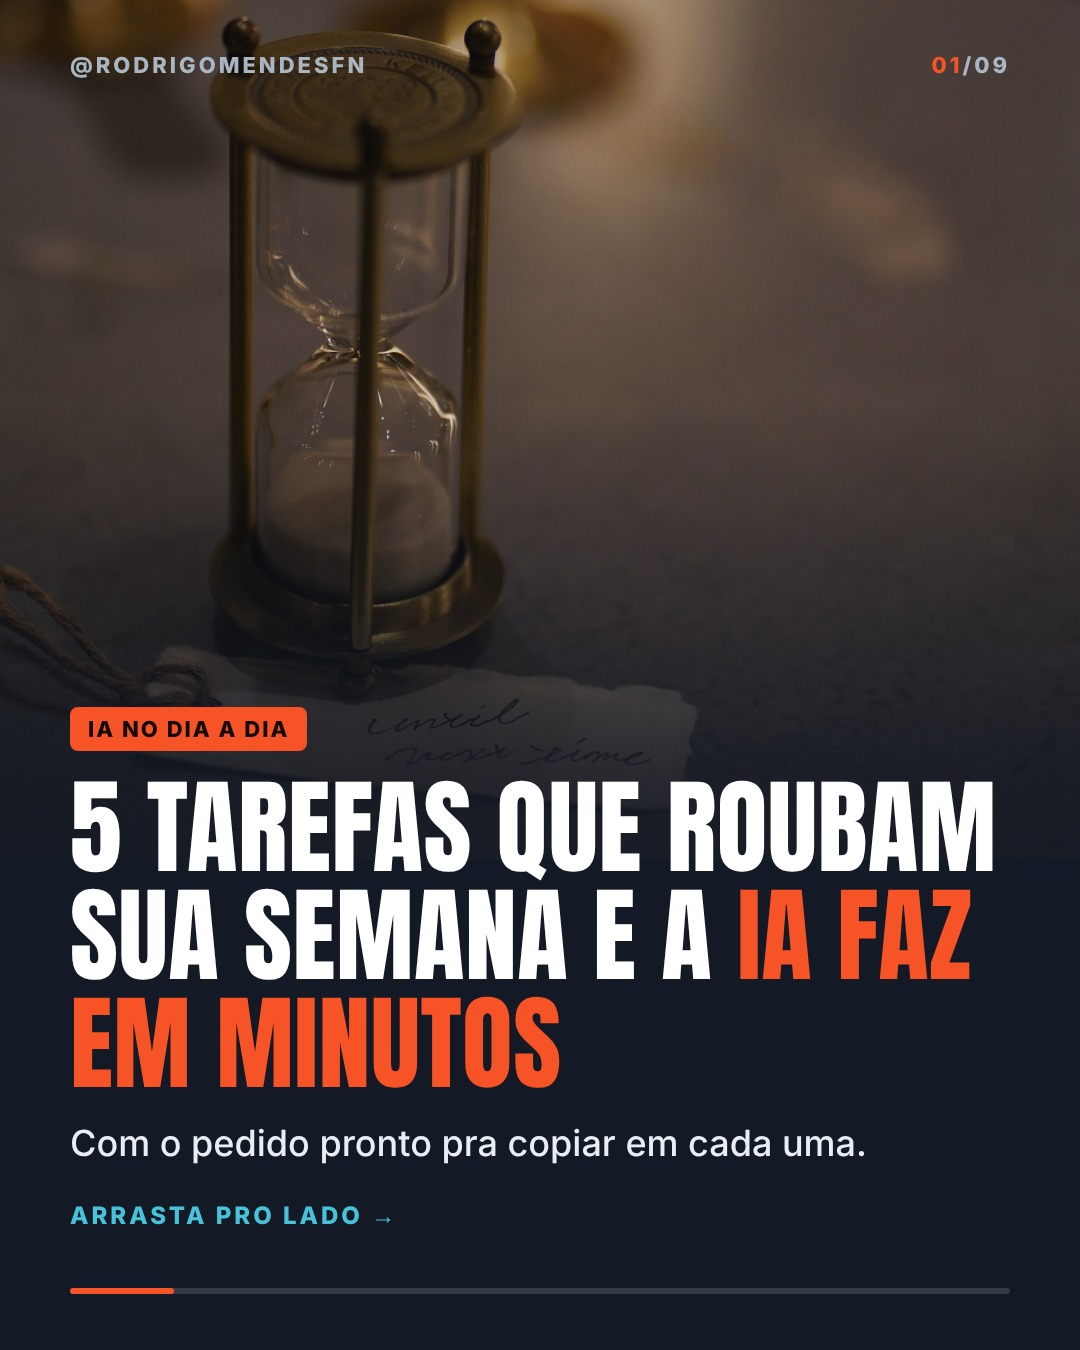 @RODRIGOMENDESFN
01/09
IA NO DIA A DIA
5 TAREFAS QUE ROUBAM
SUA SEMANA E A IA FAZ
EM MINUTOS
Com o pedido pronto pra copiar em cada uma.
ARRASTA PRO LADO →